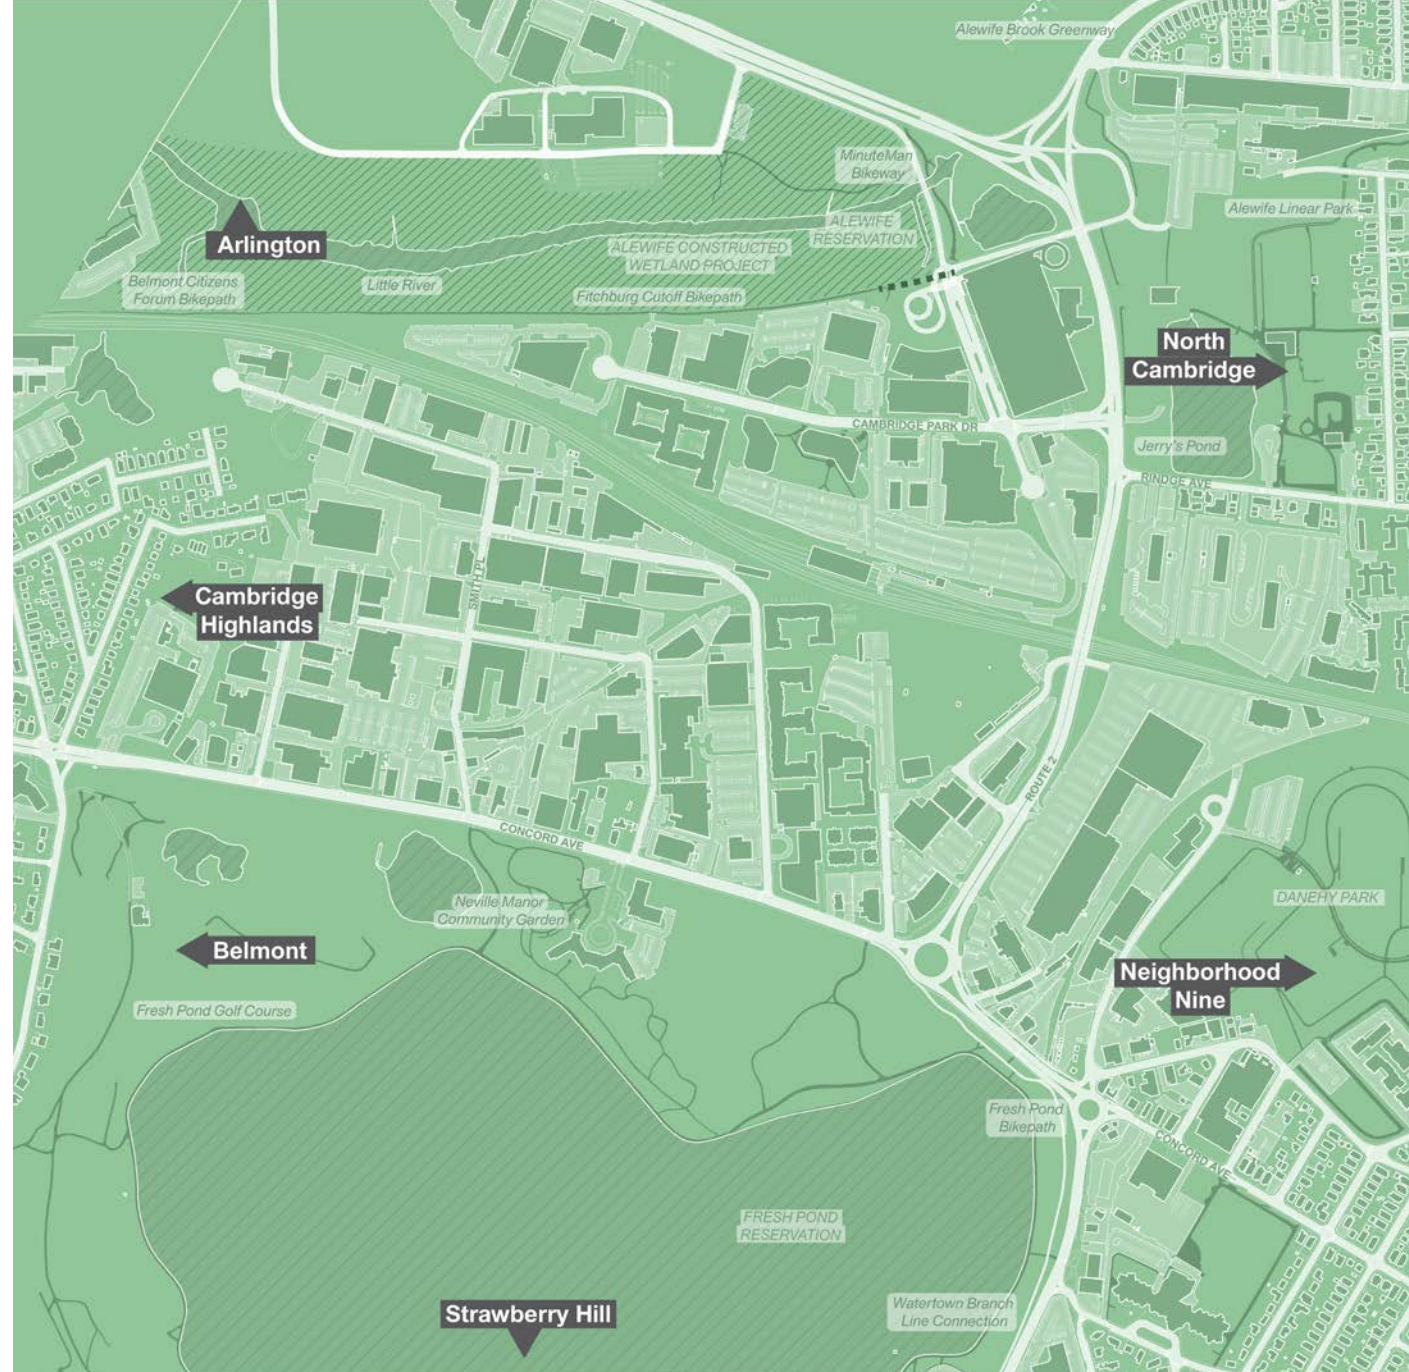 Alewife Brook Greenway
MinuteMan
Bikeway
Alewife Linear Park
ALEWIFE
RESERVATION
Arlington
ALEWIFE CONSTRUCTED
WETLAND PROJECT
Belmont Citizens
Forum Bikepath
Little River
Fitchburg Cutoff Bikepath
North
Cambridge
CAMBRIDGE PARK DR
Jerry's Pond
RINDGE AVE
SMITH PL
Cambridge
Highlands
ROUTE 2
CONCORD AVE
Neville Manor
Community Garden
DANEHY PARK
Belmont
Neighborhood
Nine
Fresh Pond Golf Course
Fresh Pond
Bikepath
CONCORD AVE
FRESH POND
RESERVATION
Strawberry Hill
Watertown Branch
Line Connection